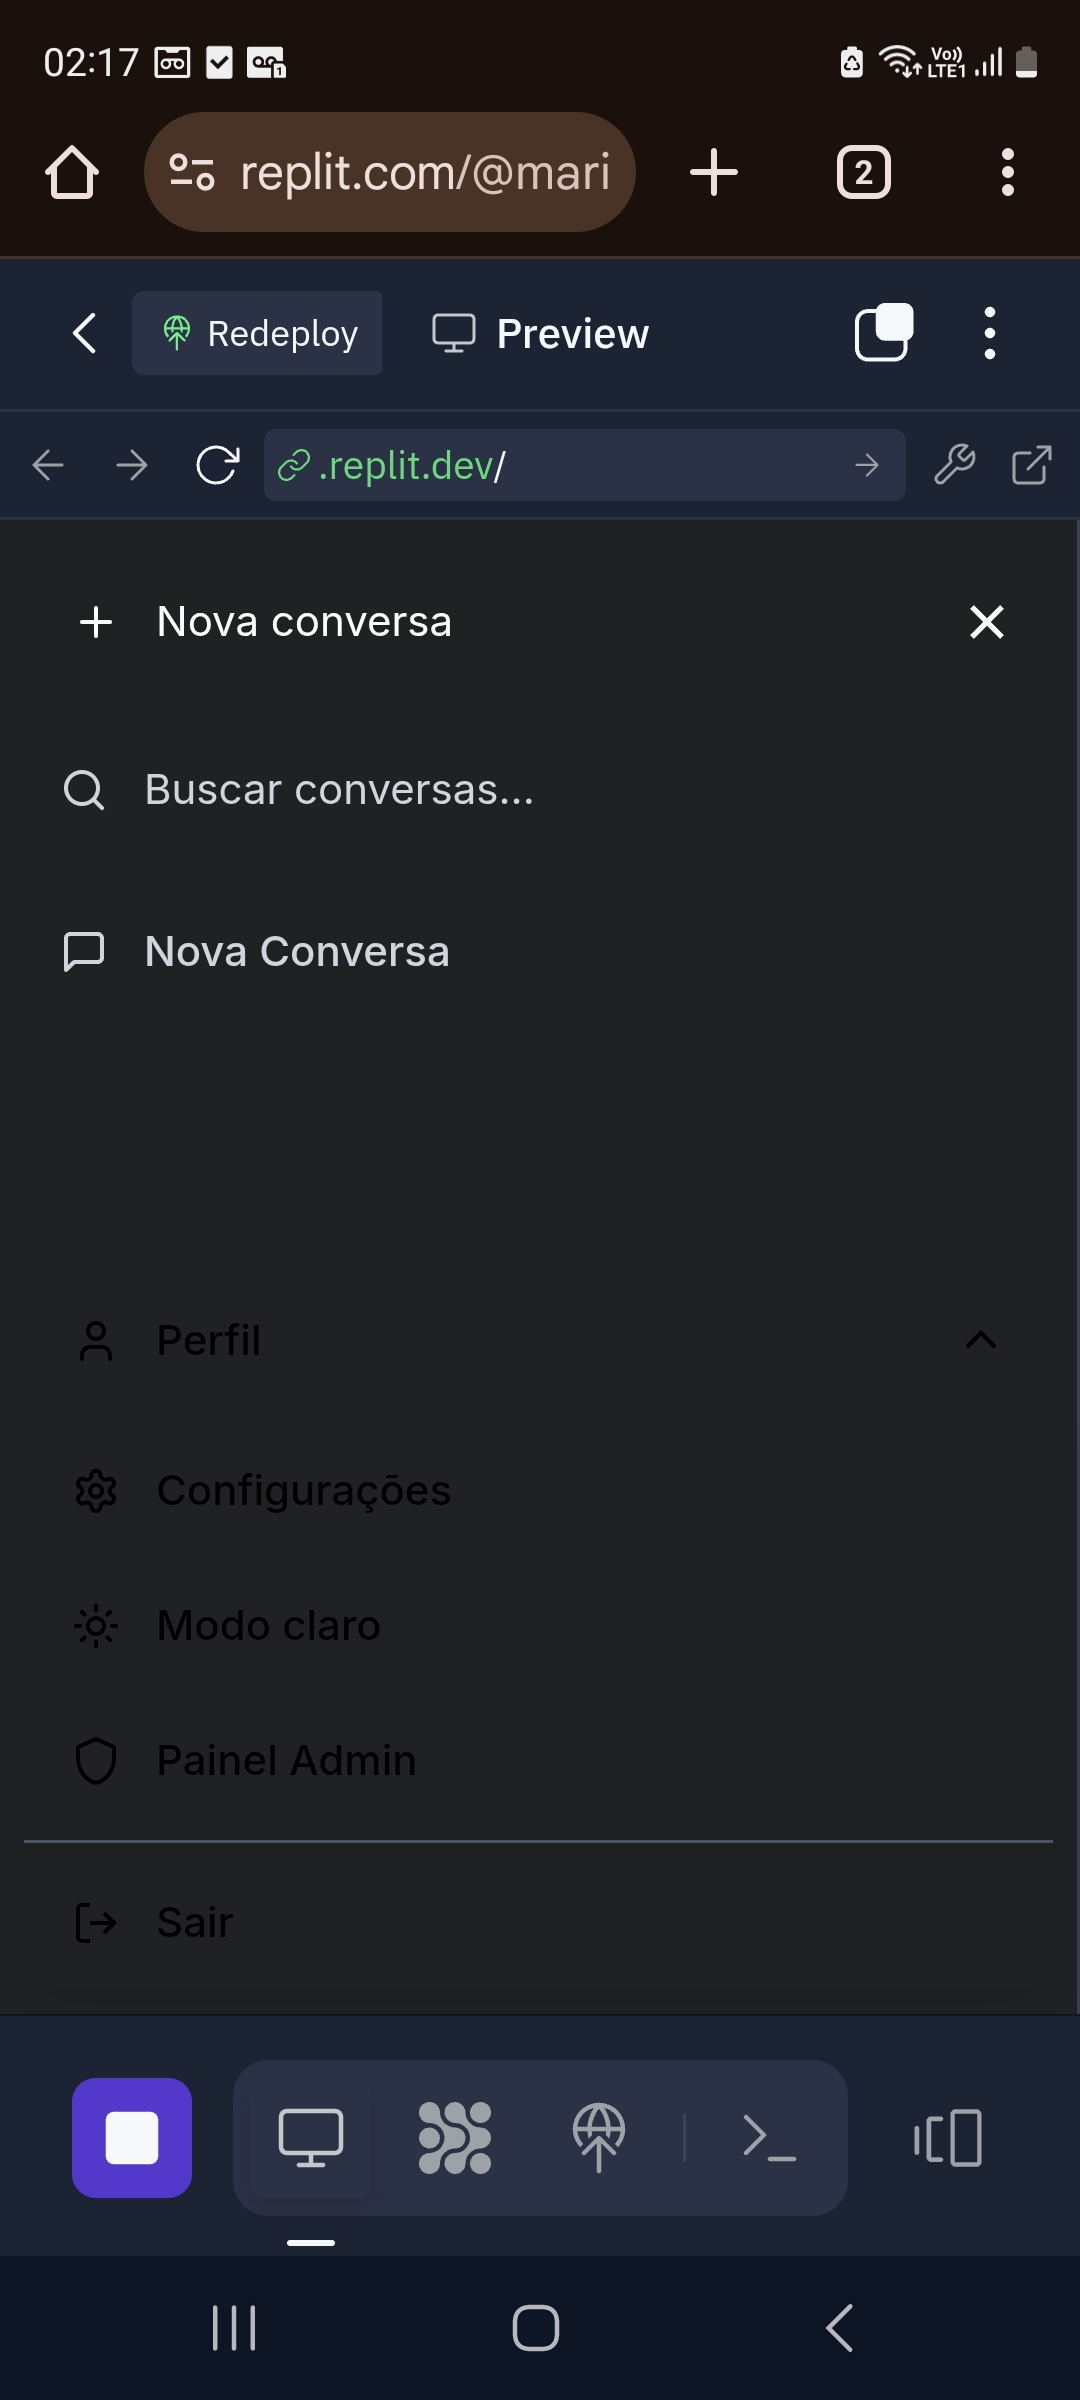 02:17
Vo))
LTE1
replit.com/@mari
2
Redeploy
Preview
.replit.dev/
Nova conversa
Buscar conversas...
Nova Conversa
Perfil
Configurações
Modo claro
Painel Admin
Sair